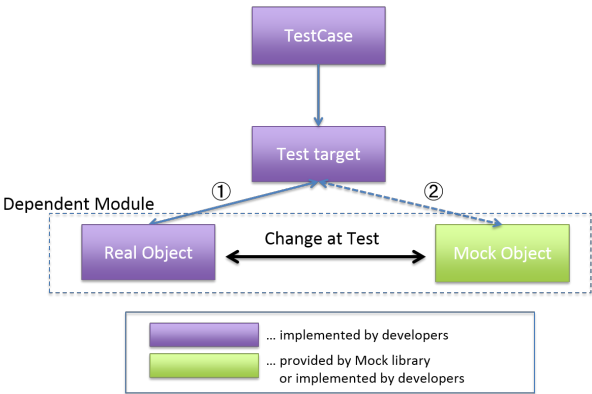 TestCase
Test target
①
②
Dependent Module
Real Object
Change at Test
Mock Object
... implemented by developers
... provided by Mock library
or implemented by developers